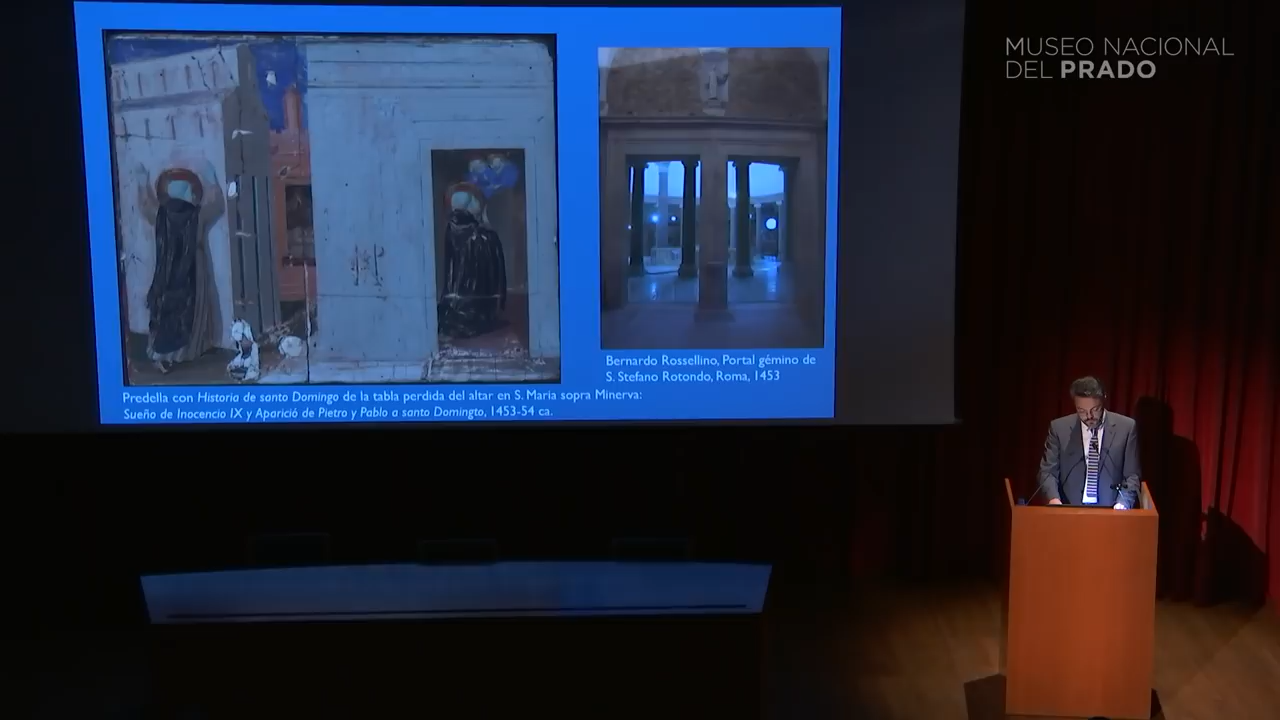 MUSEO NACIONAL
DEL PRADO
Bernardo Rossellino, Portal gémino de
S. Stefano Rotondo, Roma, 1453
Predella con Historia de santo Domingo de la tabla perdida del altar en S. Maria sopra Minerva:
Sueño de Inocencio IX y Aparició de Pietro y Pablo a santo Domingto, 1453-54 ca.